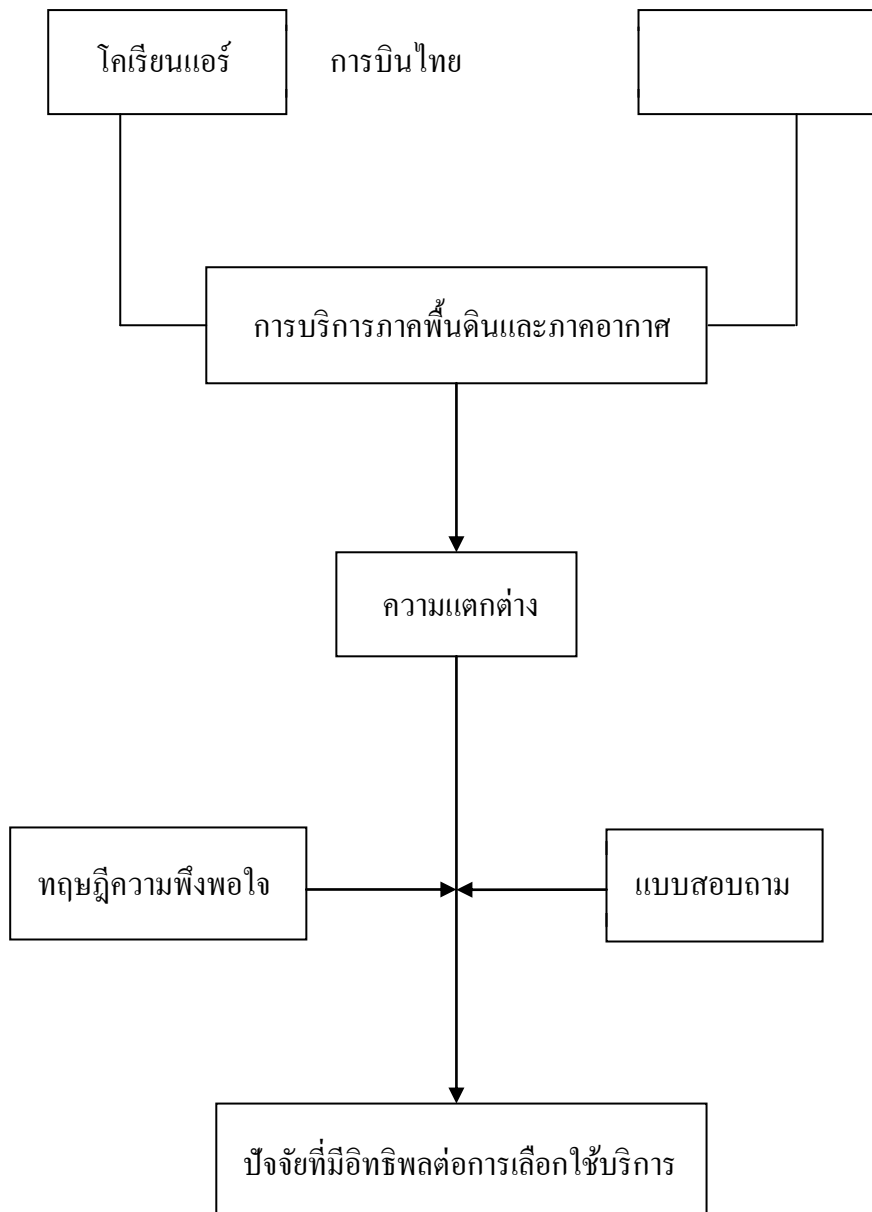 โคเรียนแอร์ การบินไทย
การบริการภาคพื้นดินและภาคอากาศ
ความแตกต่าง
ทฤษฎีความพึงพอใจ แบบสอบถาม
ปัจจัยที่มีอิทธิพลต่อการเลือกใช้บริการ